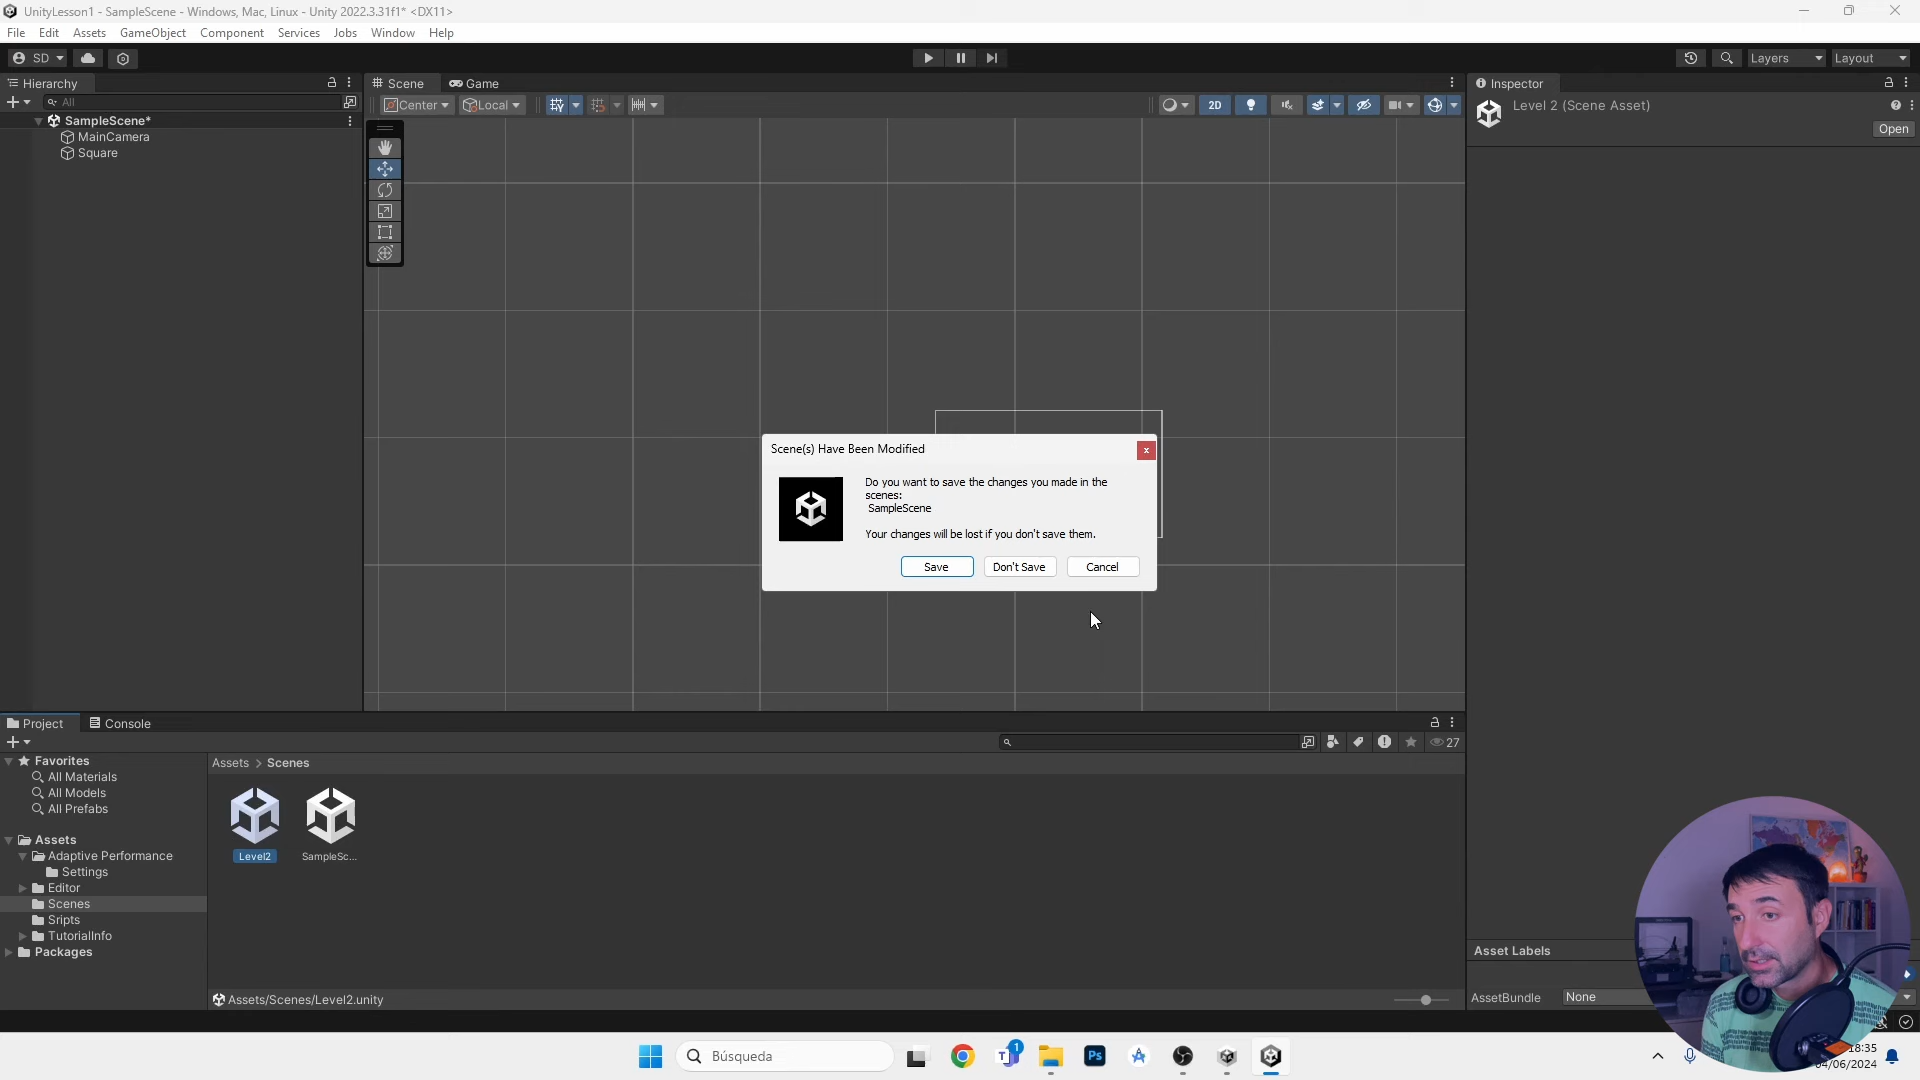 UnityLesson1 - SampleScene - Windows, Mac, Linux - Unity 2022.3.31f1* <DX11>
File Edit Assets GameObject Component Services Jobs Window Help
SD
Layers
Layout
Hierarchy
All
SampleScene*
MainCamera
Square
Scene
Game
Center
Local
2D
Inspector
Level 2 (Scene Asset)
Open
Scene(s) Have Been Modified
Do you want to save the changes you made in the
scenes:
SampleScene
Your changes will be lost if you don't save them.
Save
Don't Save
Cancel
Project
Console
27
Favorites
All Materials
All Models
All Prefabs
Assets
Adaptive Performance
Settings
Editor
Scenes
Sripts
TutorialInfo
Packages
Assets > Scenes
Level2
SampleSc...
Assets/Scenes/Level2.unity
Asset Labels
AssetBundle
None
Búsqueda
1
Ps
18:35